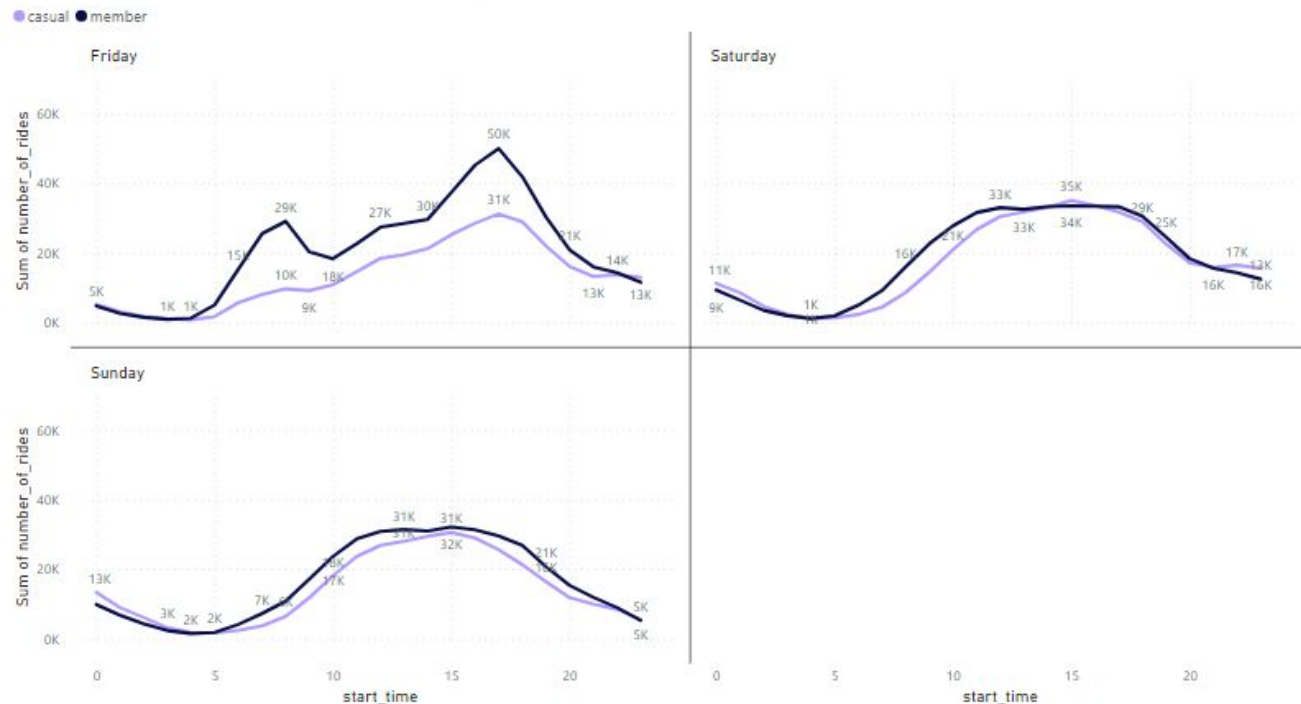 casual member
Friday
Sum of number_of_rides
60K
40K
20K
0K
5K
1K
1K
15K
29K
10K
9K
18K
27K
30K
50K
31K
21K
13K
14K
13K
Saturday
11K
9K
1K
16K
21K
33K
33K
35K
34K
29K
25K
16K
17K
13K
16K
Sunday
Sum of number_of_rides
60K
40K
20K
0K
13K
3K
2K
2K
7K
18K
17K
31K
31K
31K
32K
21K
5K
5K
0 5 10 15 20
start_time
0 5 10 15 20
start_time